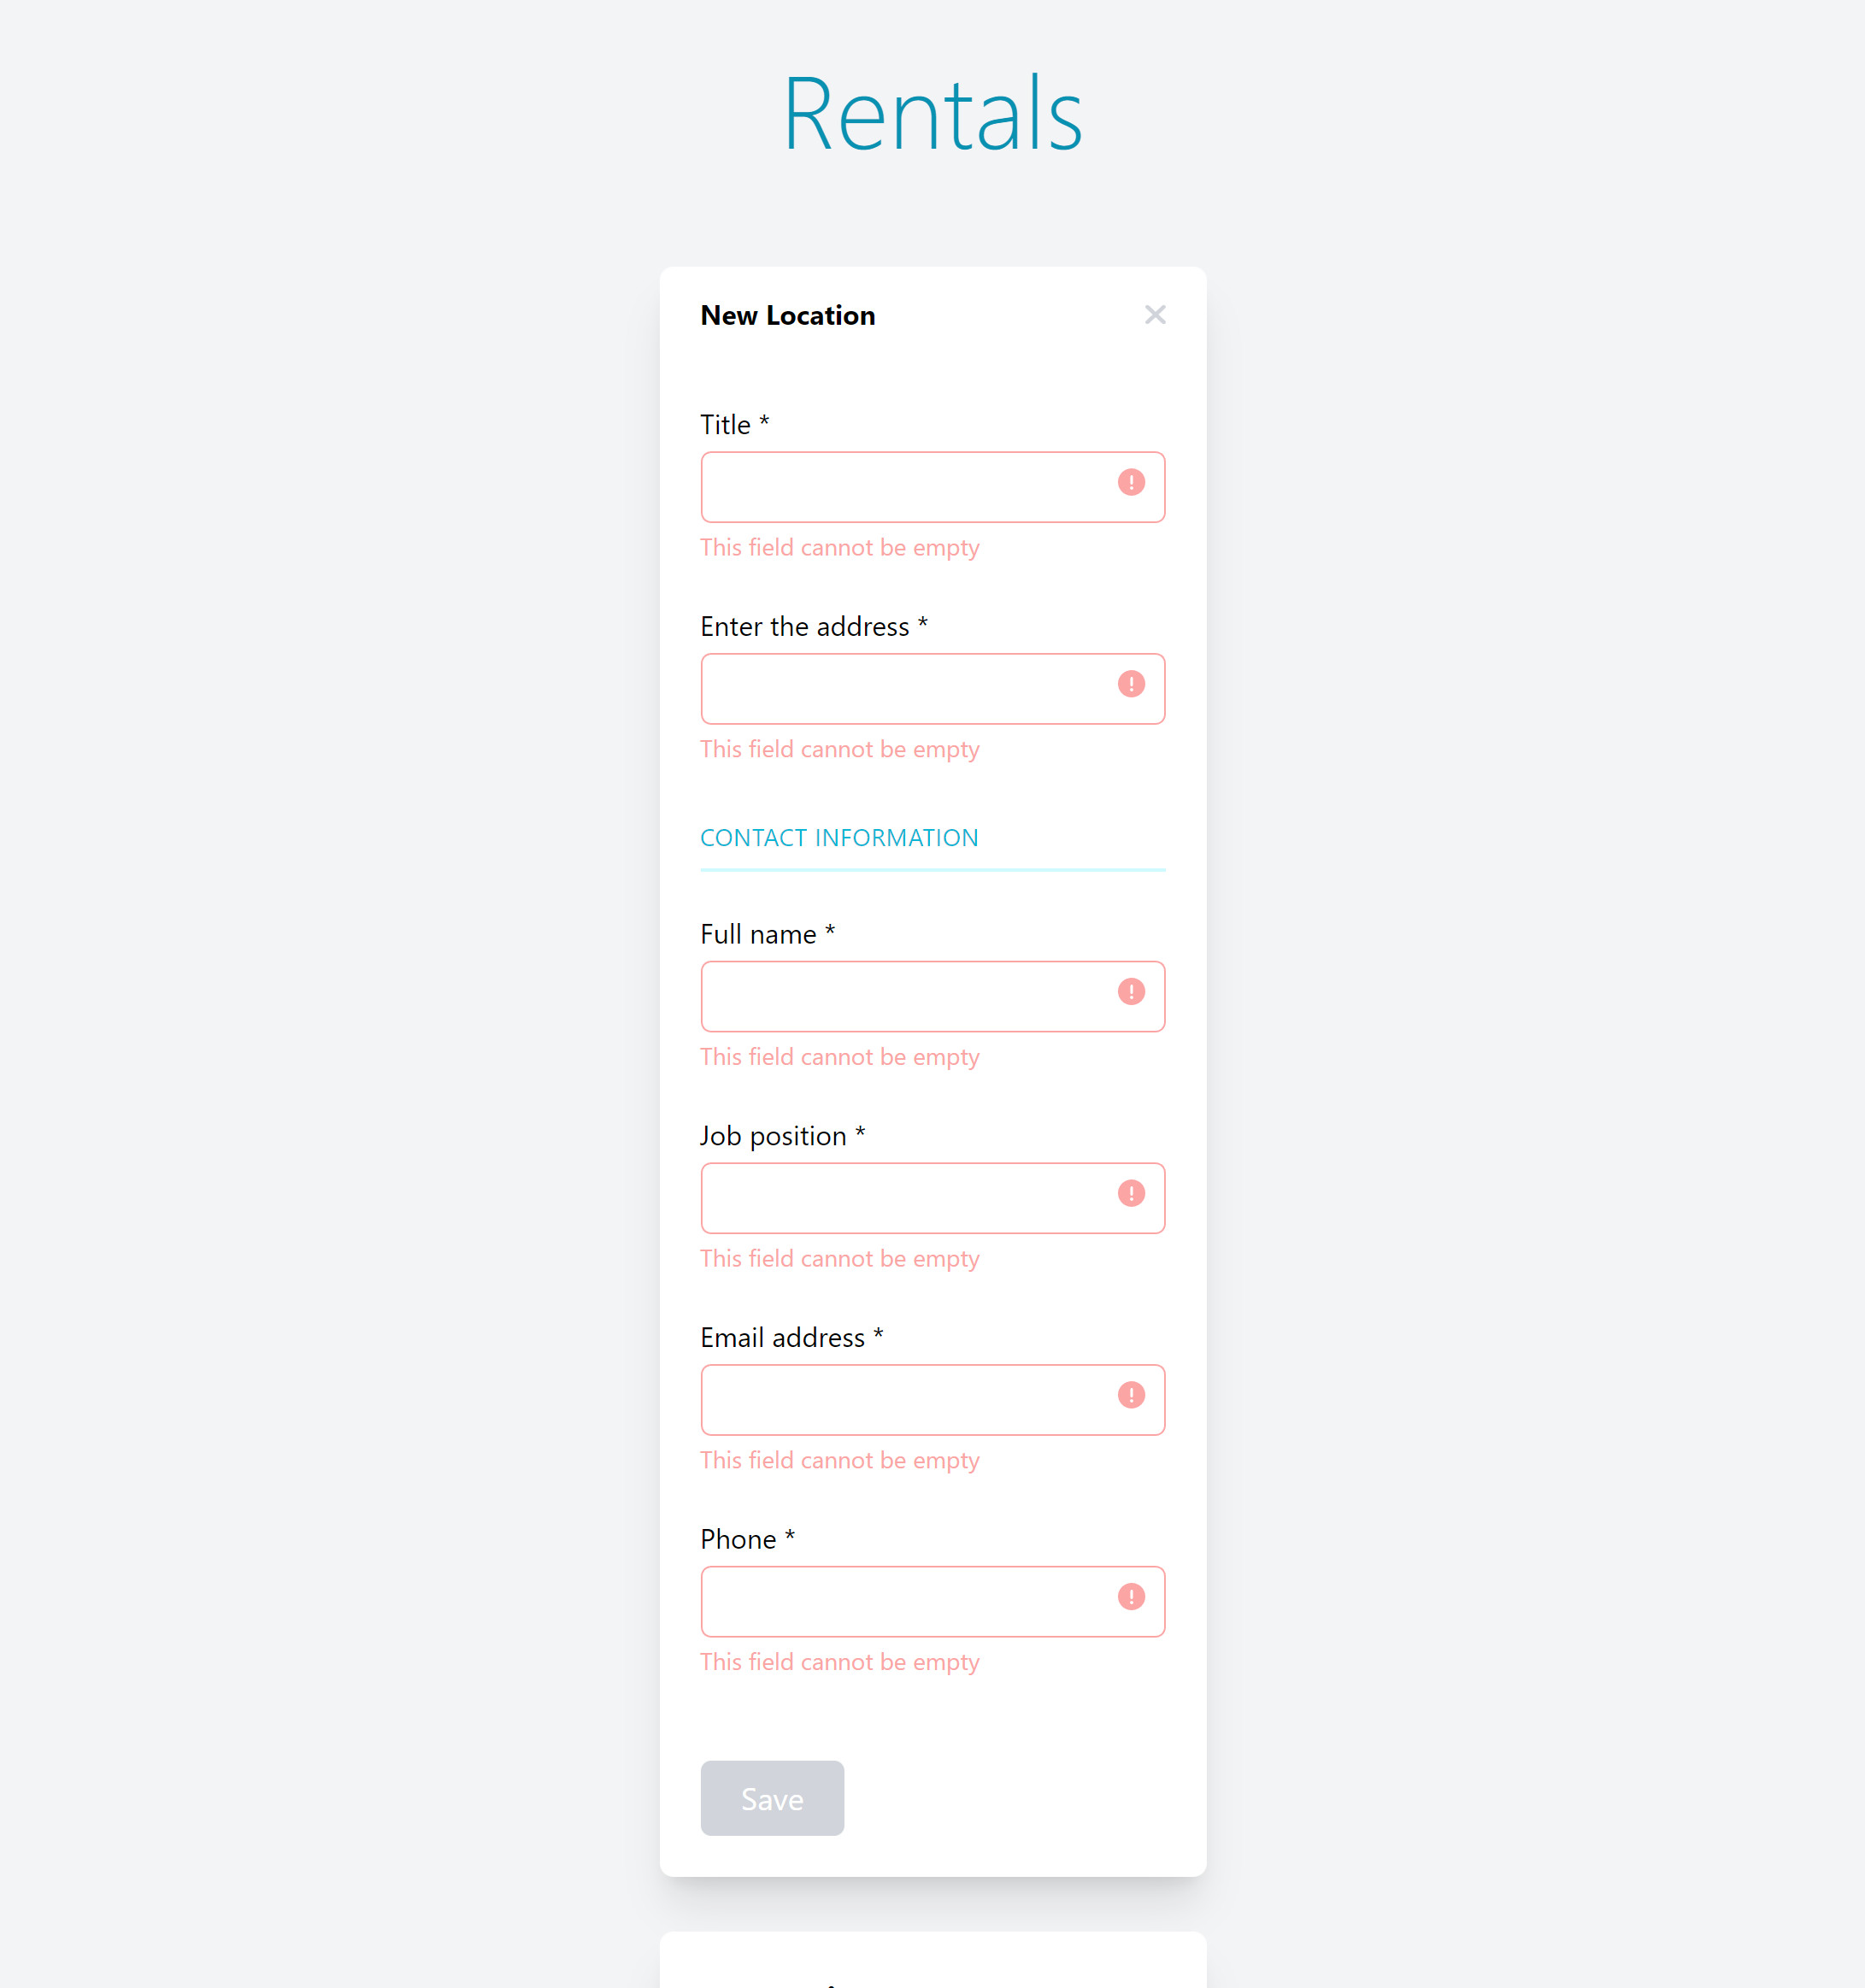 Rentals
New Location
Title *
This field cannot be empty
Enter the address *
This field cannot be empty
CONTACT INFORMATION
Full name *
This field cannot be empty
Job position *
This field cannot be empty
Email address *
This field cannot be empty
Phone *
This field cannot be empty
Save